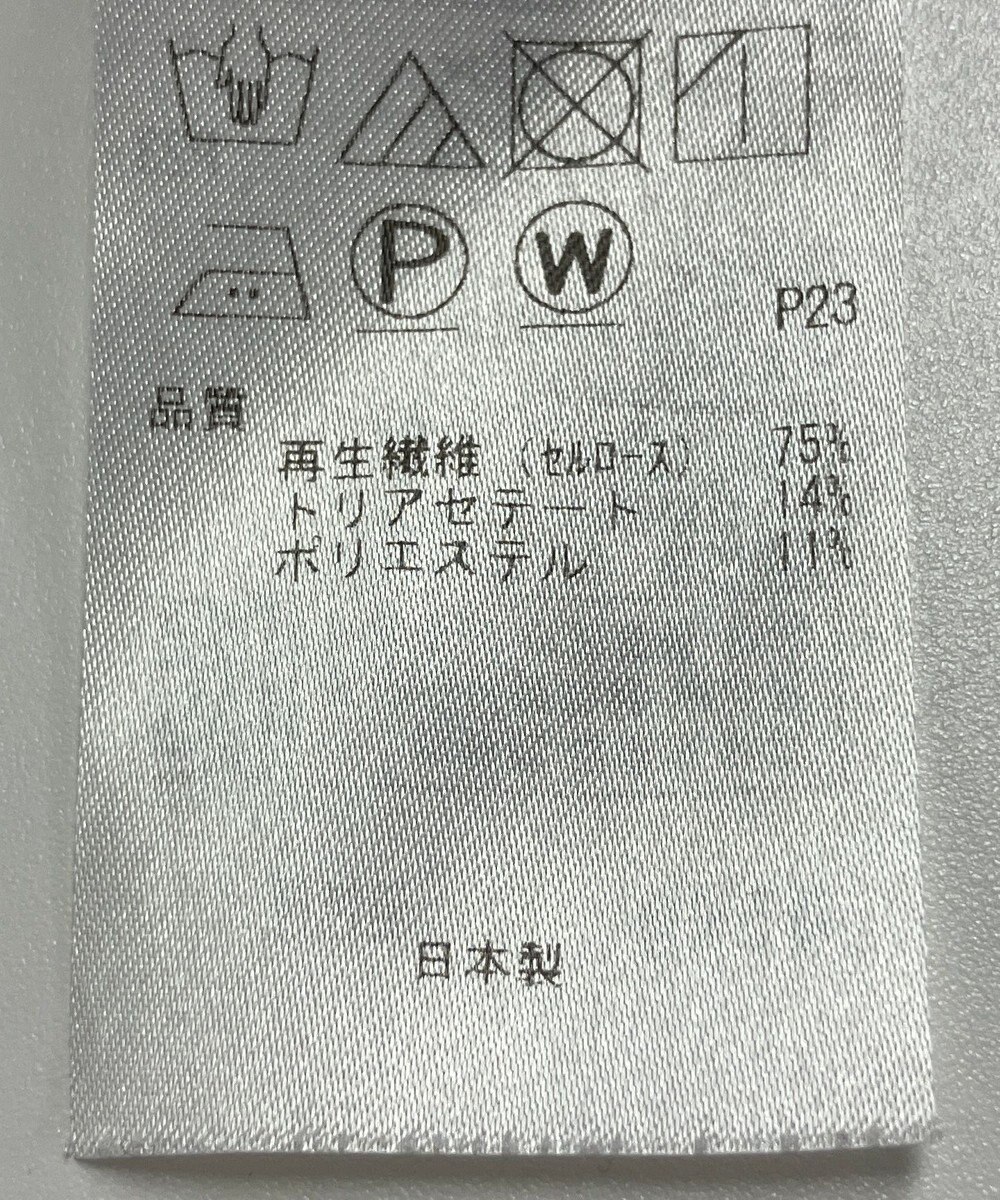 P W
P23
品質
再生繊維 (セルロース) 75%
トリアセテート 14%
ポリエステル 11%
日本製